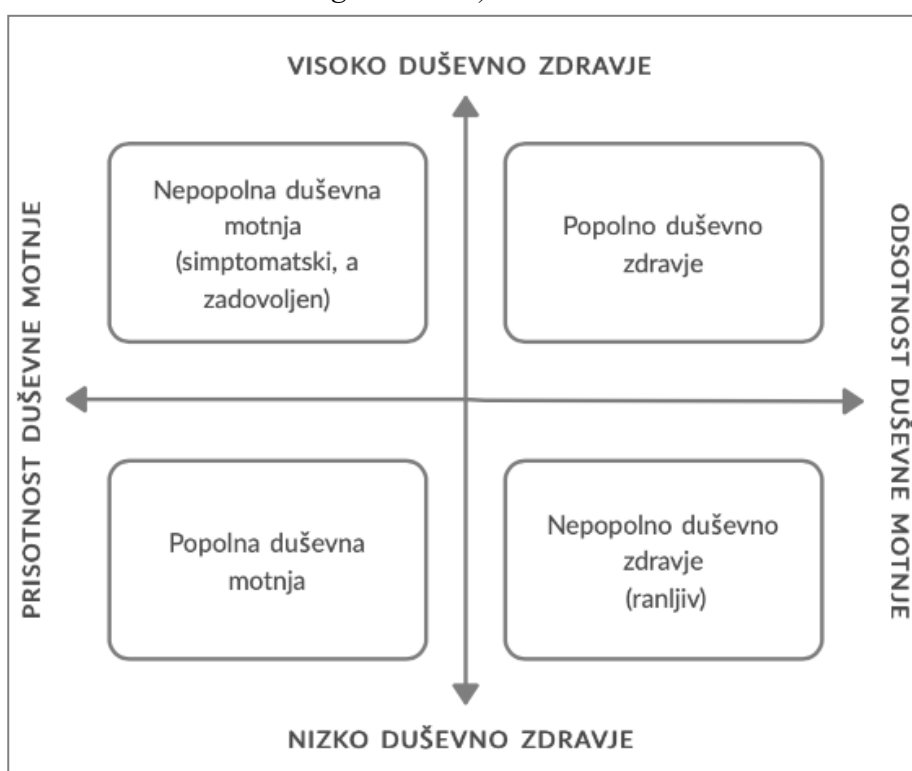 VISOKO DUŠEVNO ZDRAVJE
PRISOTNOST DUŠEVNE MOTNJE
Nepopolna duševna
motnja
(simptomatski, a
zadovoljen)
Popolno duševno
zdravje
ODSOTNOST DUŠEVNE MOTNJE
Popolna duševna
motnja
Nepopolno duševno
zdravje
(ranljiv)
NIZKO DUŠEVNO ZDRAVJE